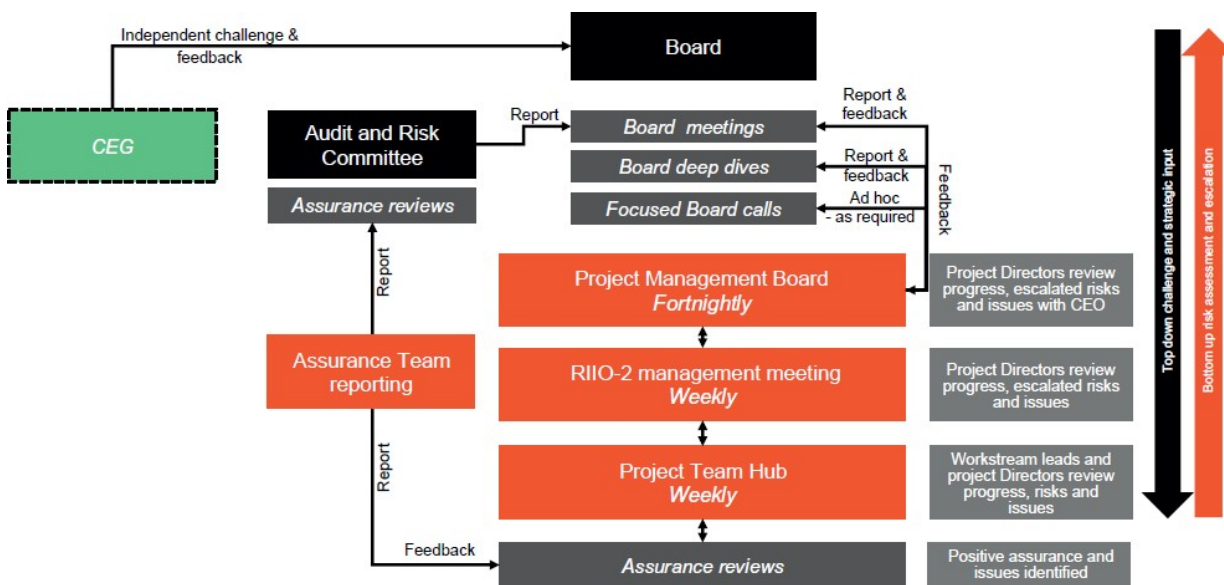 Independent challenge &
feedback
Board
CEG
Audit and Risk
Committee
Report
Board meetings
Report &
feedback
Board deep dives
Report &
feedback
Assurance reviews
Focused Board calls
Ad hoc
- as required
Feedback
Report
Project Management Board
Fortnightly
Project Directors review
progress, escalated risks
and issues with CEO
Assurance Team
reporting
RIIO-2 management meeting
Weekly
Project Directors review
progress, escalated risks
and issues
Report
Project Team Hub
Weekly
Workstream leads and
project Directors review
progress, risks and
issues
Feedback
Assurance reviews
Positive assurance and
issues identified
Top down challenge and strategic input
Bottom up risk assessment and escalation